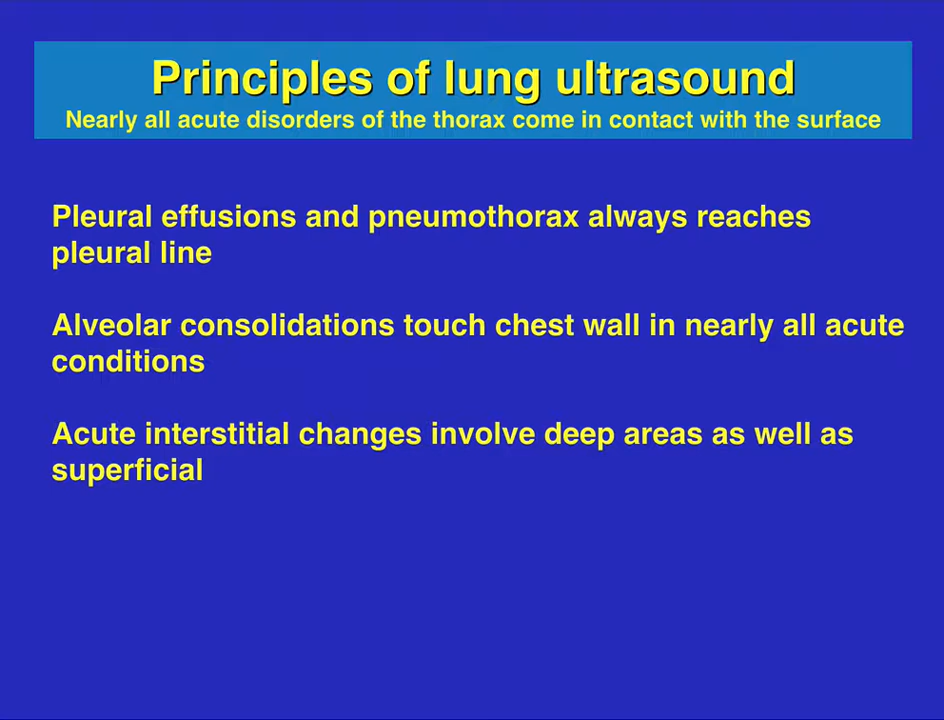 Principles of lung ultrasound
Nearly all acute disorders of the thorax come in contact with the surface
Pleural effusions and pneumothorax always reaches
pleural line
Alveolar consolidations touch chest wall in nearly all acute
conditions
Acute interstitial changes involve deep areas as well as
superficial